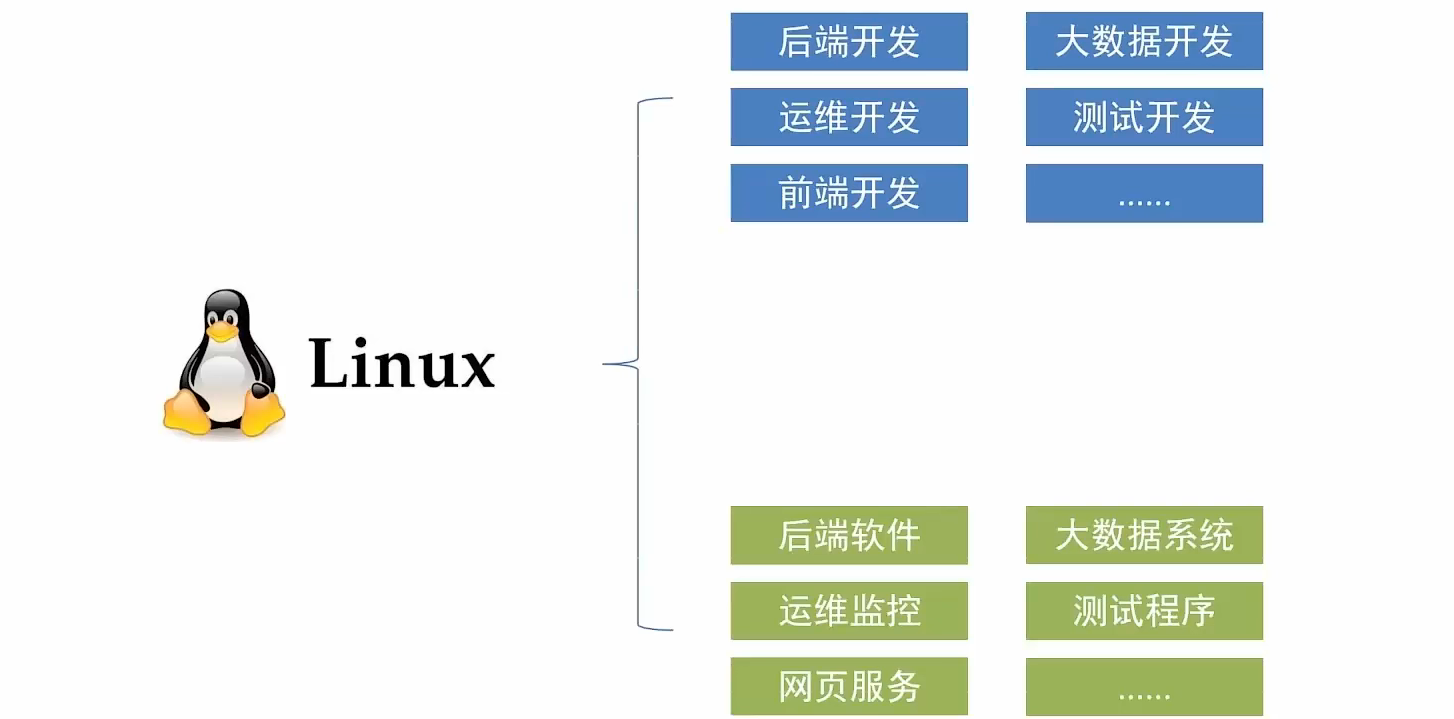 后端开发
大数据开发
运维开发
测试开发
前端开发
......
Linux
后端软件
大数据系统
运维监控
测试程序
网页服务
......